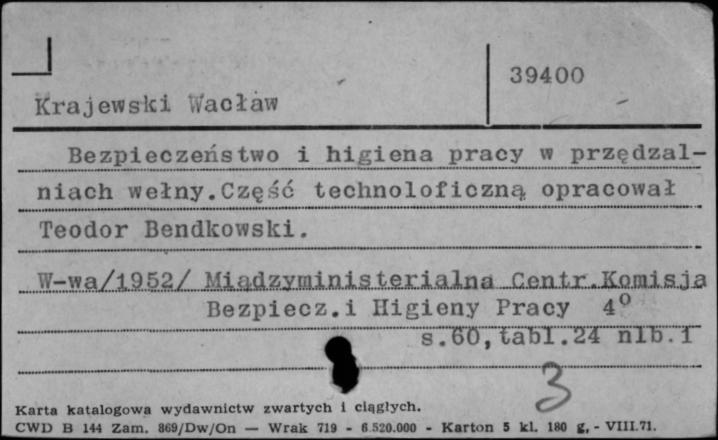 39400
Krajewski Wacław
Bezpieczeństwo i higiena pracy w przędzal-
niach wełny.Część technoloficzną opracował
Teodor Bendkowski.
W-wa/1952/ Miądzyministerialna Centr.Komisja
Bezpiecz.i Higieny Pracy 4°
s.60,tabl.24 nlb.1
3
Karta katalogowa wydawnictw zwartych i ciągłych.
CWD B 144 Zam. 869/Dw/On — Wrak 719 - 6.520.000 - Karton 5 kl. 180 g, - VIII.71.